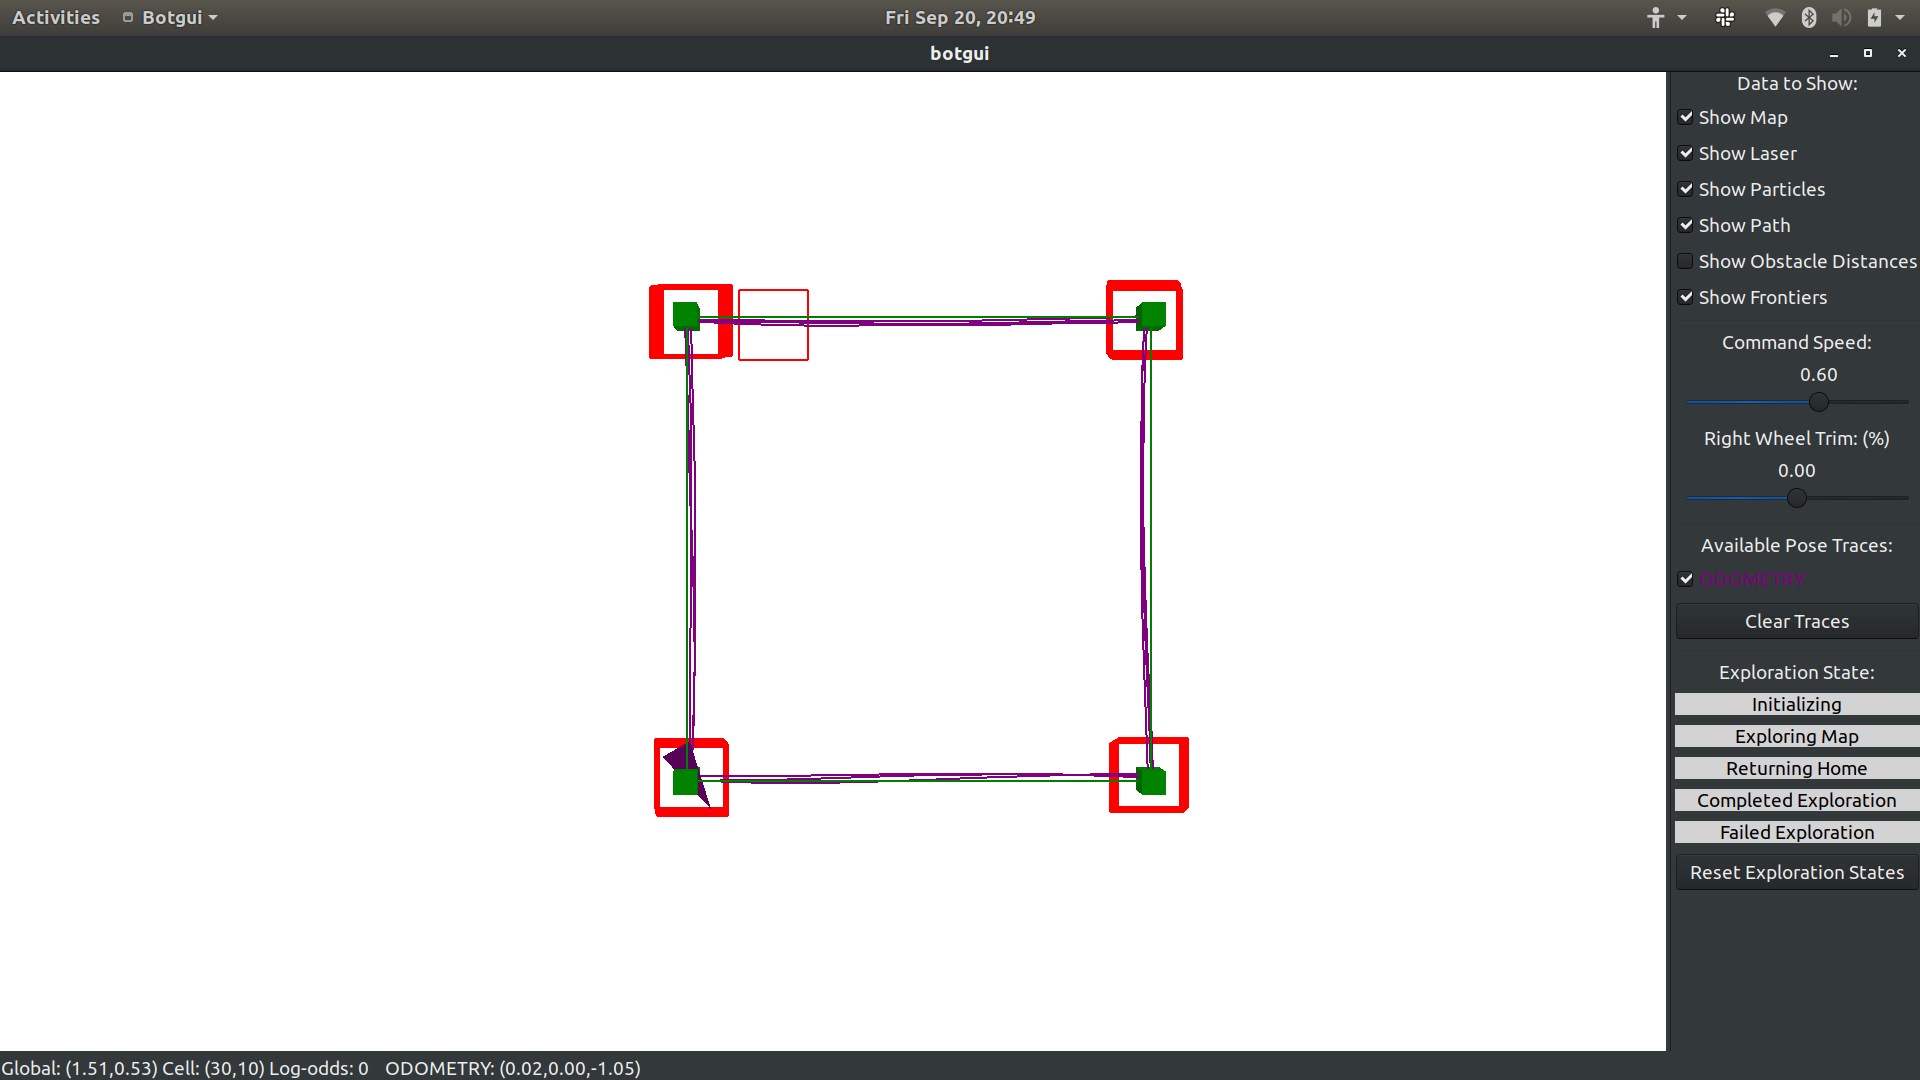 Activities Botgui Fri Sep 20, 20:49
botgui
Data to Show:
Show Map
Show Laser
Show Particles
Show Path
Show Obstacle Distances
Show Frontiers
Command Speed:
0.60
Right Wheel Trim: (%)
0.00
Available Pose Traces:
ODOMETRY
Clear Traces
Exploration State:
Initializing
Exploring Map
Returning Home
Completed Exploration
Failed Exploration
Reset Exploration States
Global: (1.51,0.53) Cell: (30,10) Log-odds: 0 ODOMETRY: (0.02,0.00,-1.05)